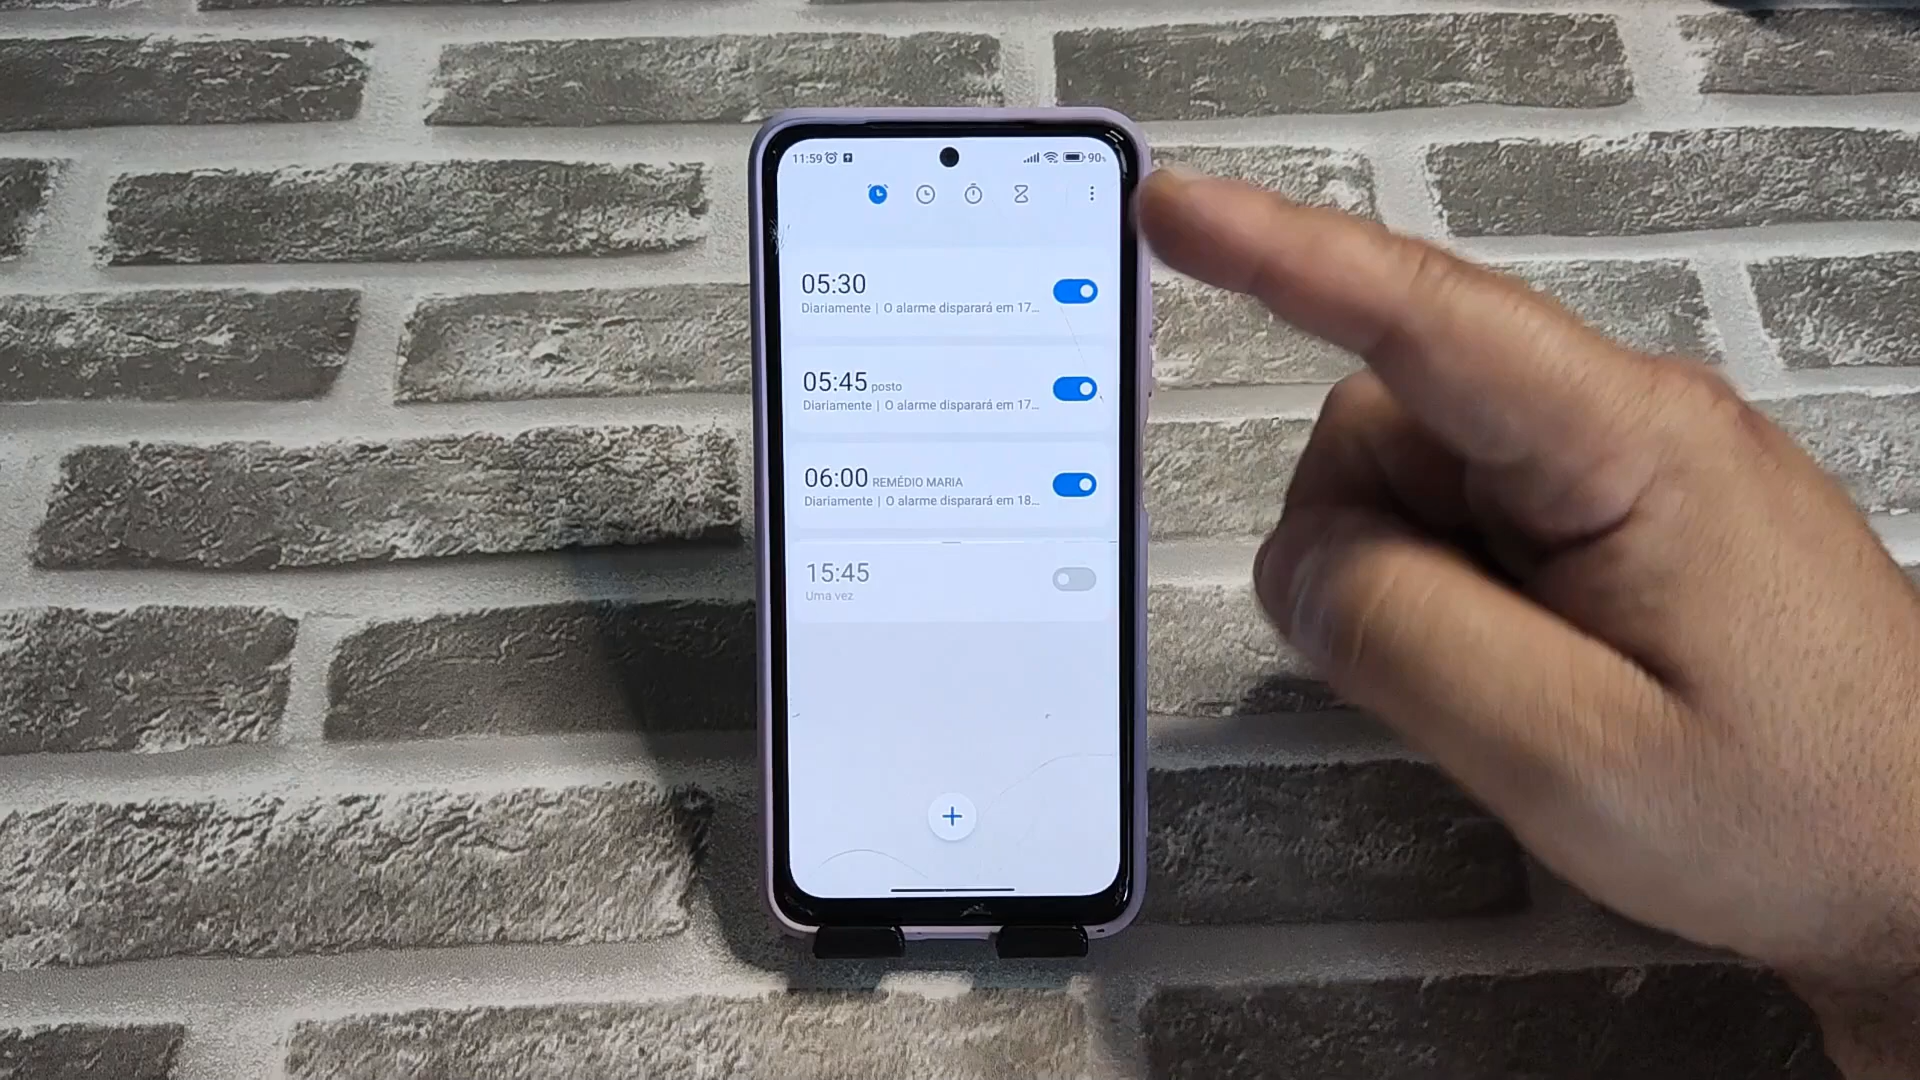 11:59 90%
05:30
Diariamente | O alarme disparará em 17...
05:45 posto
Diariamente | O alarme disparará em 17...
06:00 REMÉDIO MARIA
Diariamente | O alarme disparará em 18...
15:45
Uma vez